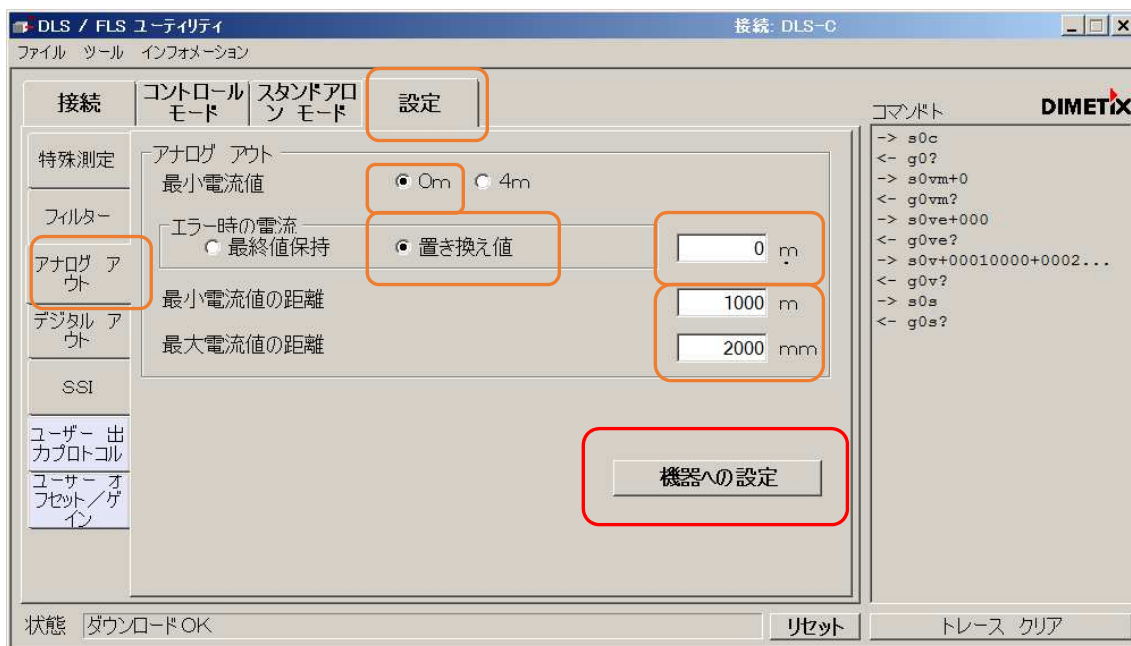 DLS / FLS ユーティリティ 接続: DLS-C
ファイル ツール インフォメーション
接続
コントロール
モード
スタンドアロ
ン モード
設定
特殊測定
フィルター
アナログ ア
ウト
デジタル ア
ウト
SSI
ユーザー 出
力プロトコル
ユーザー オ
フセット／ゲ
イン
アナログ アウト
最小電流値 0m 4m
エラー時の電流
最終値保持 置き換え値 0 m
最小電流値の距離 1000 m
最大電流値の距離 2000 mm
機器への設定
コマンドト DIMETIX
-> s0c
<- g0?
-> s0vm+0
<- g0vm?
-> s0ve+000
<- g0ve?
-> s0v+00010000+0002...
<- g0v?
-> s0s
<- g0s?
状態 ダウンロードOK リセット トレース クリア